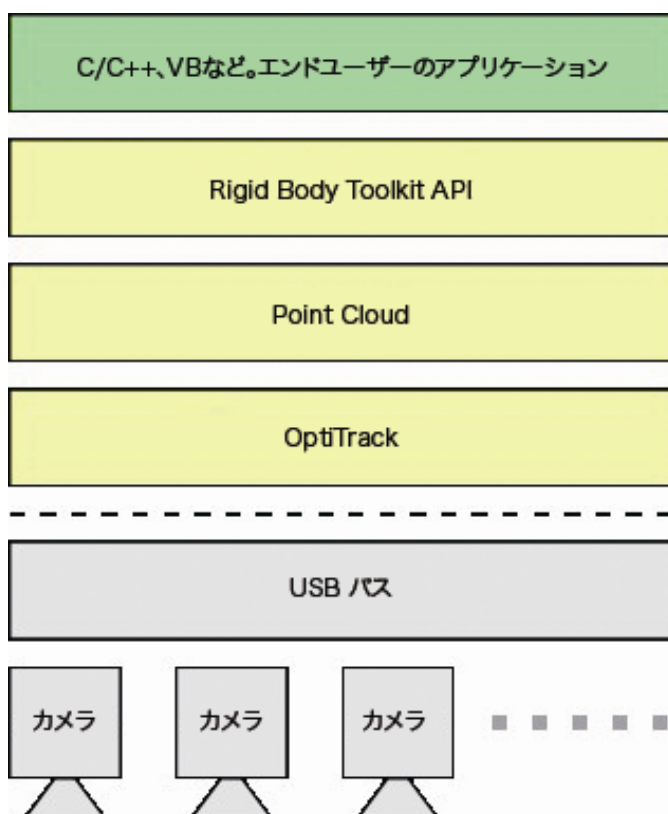 C/C++、VBなど。エンドユーザーのアプリケーション
Rigid Body Toolkit API
Point Cloud
OptiTrack
USB バス
カメラ カメラ カメラ